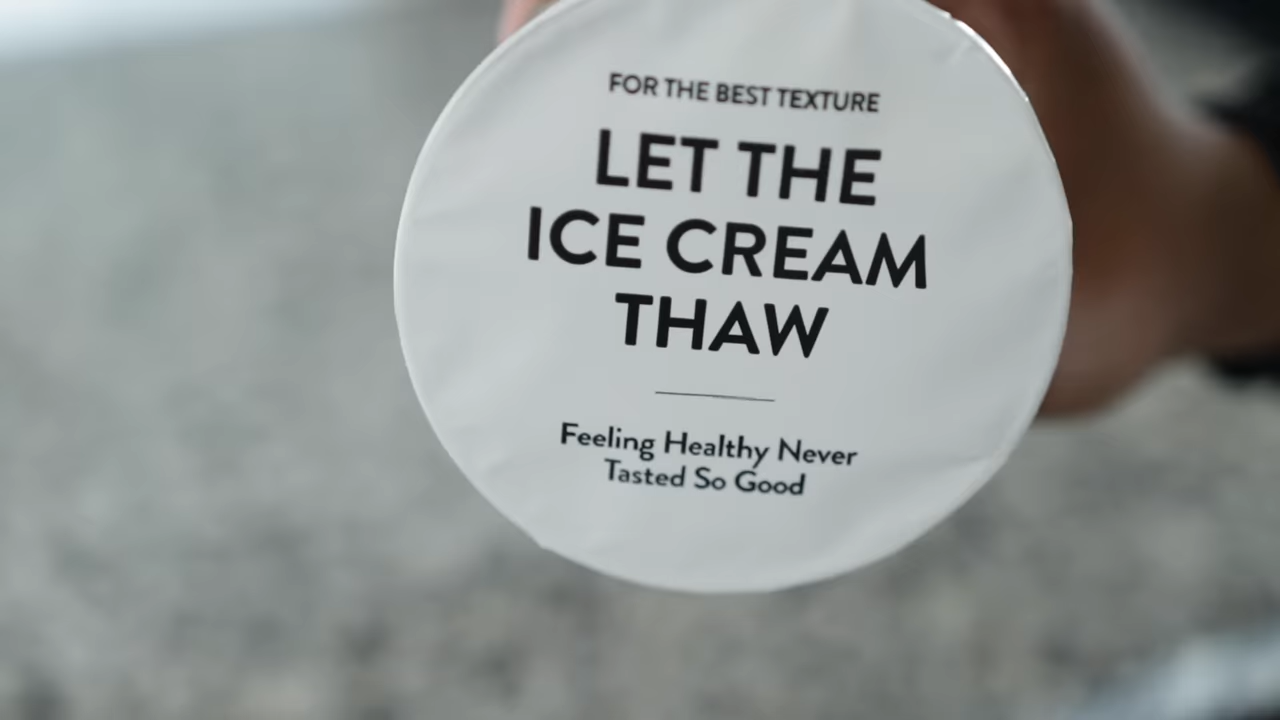 FOR THE BEST TEXTURE
LET THE
ICE CREAM
THAW
Feeling Healthy Never
Tasted So Good